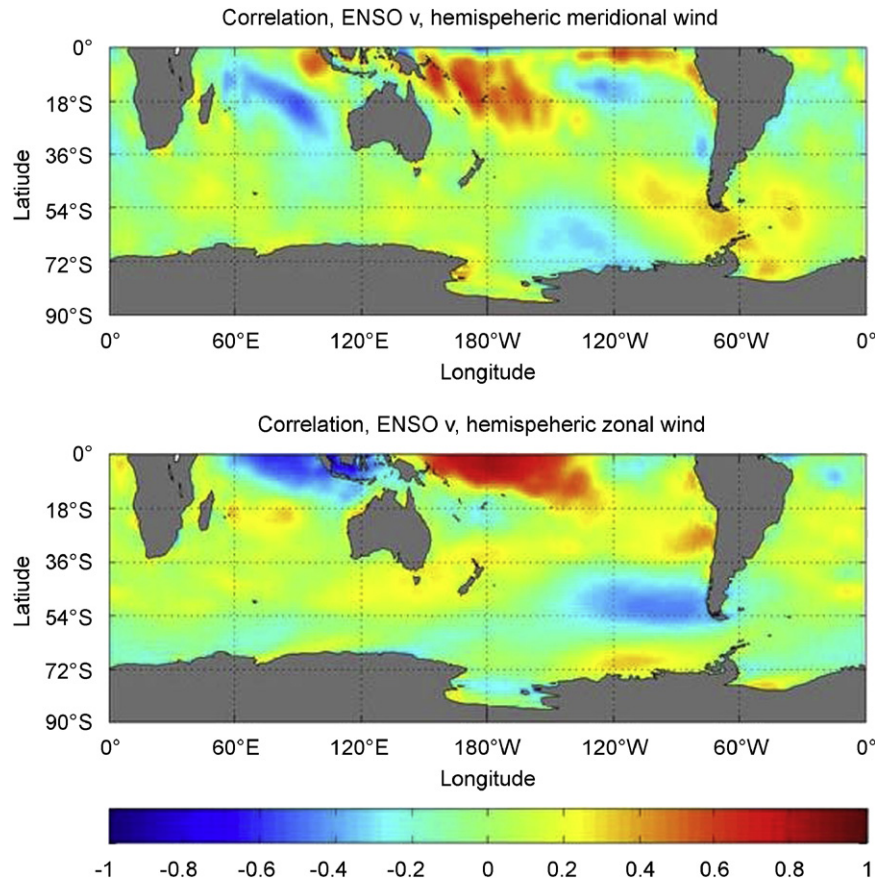 Correlation, ENSO v, hemispeheric meridional wind
0°
18°S
36°S
54°S
72°S
90°S
Latiude
0° 60°E 120°E 180°W 120°W 60°W 0°
Longitude
Correlation, ENSO v, hemispeheric zonal wind
0°
18°S
36°S
54°S
72°S
90°S
Latiude
0° 60°E 120°E 180°W 120°W 60°W 0°
Longitude
-1 -0.8 -0.6 -0.4 -0.2 0 0.2 0.4 0.6 0.8 1